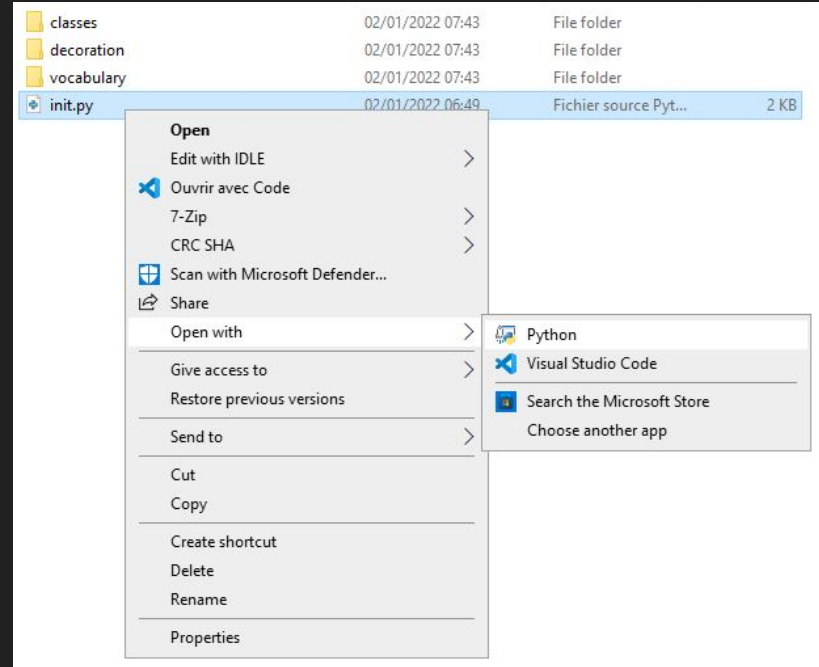 classes 02/01/2022 07:43 File folder
decoration 02/01/2022 07:43 File folder
vocabulary 02/01/2022 07:43 File folder
init.py 02/01/2022 06:49 Fichier source Pyt... 2 KB
Open
Edit with IDLE
Ouvrir avec Code
7-Zip
CRC SHA
Scan with Microsoft Defender...
Share
Open with
Give access to
Restore previous versions
Send to
Cut
Copy
Create shortcut
Delete
Rename
Properties
Python
Visual Studio Code
Search the Microsoft Store
Choose another app